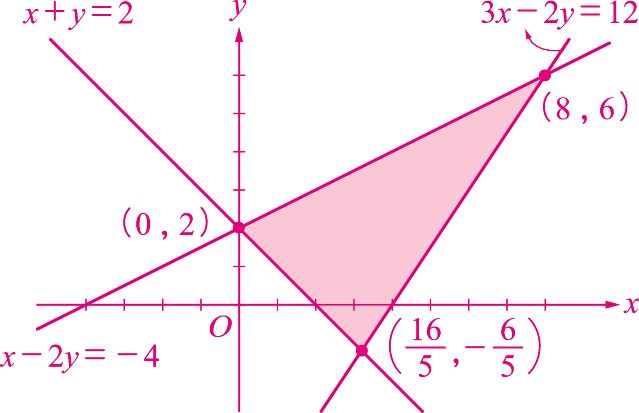 x+y=2
y
3x−2y=12
(8 , 6)
(0 , 2)
x
O
x−2y=−4
(16/5 , −6/5)